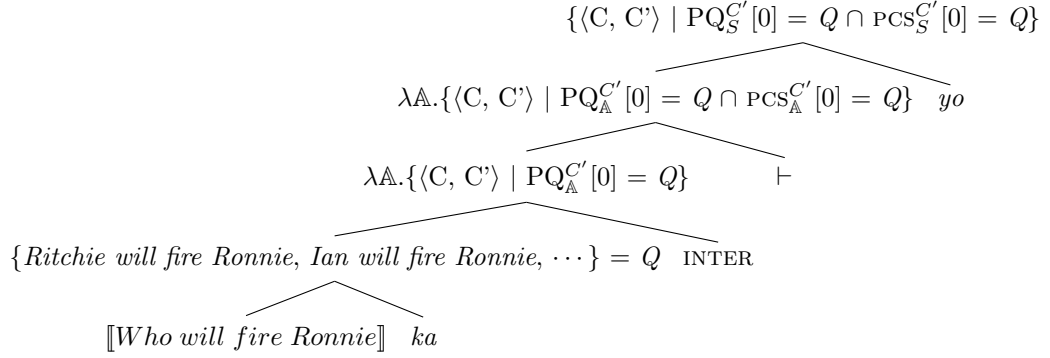 {⟨C, C'⟩ | PQ_S^{C′}[0] = Q ∩ PCS_S^{C′}[0] = Q}
λ𝔸.{⟨C, C'⟩ | PQ_𝔸^{C′}[0] = Q ∩ PCS_𝔸^{C′}[0] = Q} yo
λ𝔸.{⟨C, C'⟩ | PQ_𝔸^{C′}[0] = Q} ⊢
{Ritchie will fire Ronnie, Ian will fire Ronnie, ⋯} = Q INTER
⟦Who will fire Ronnie⟧ ka